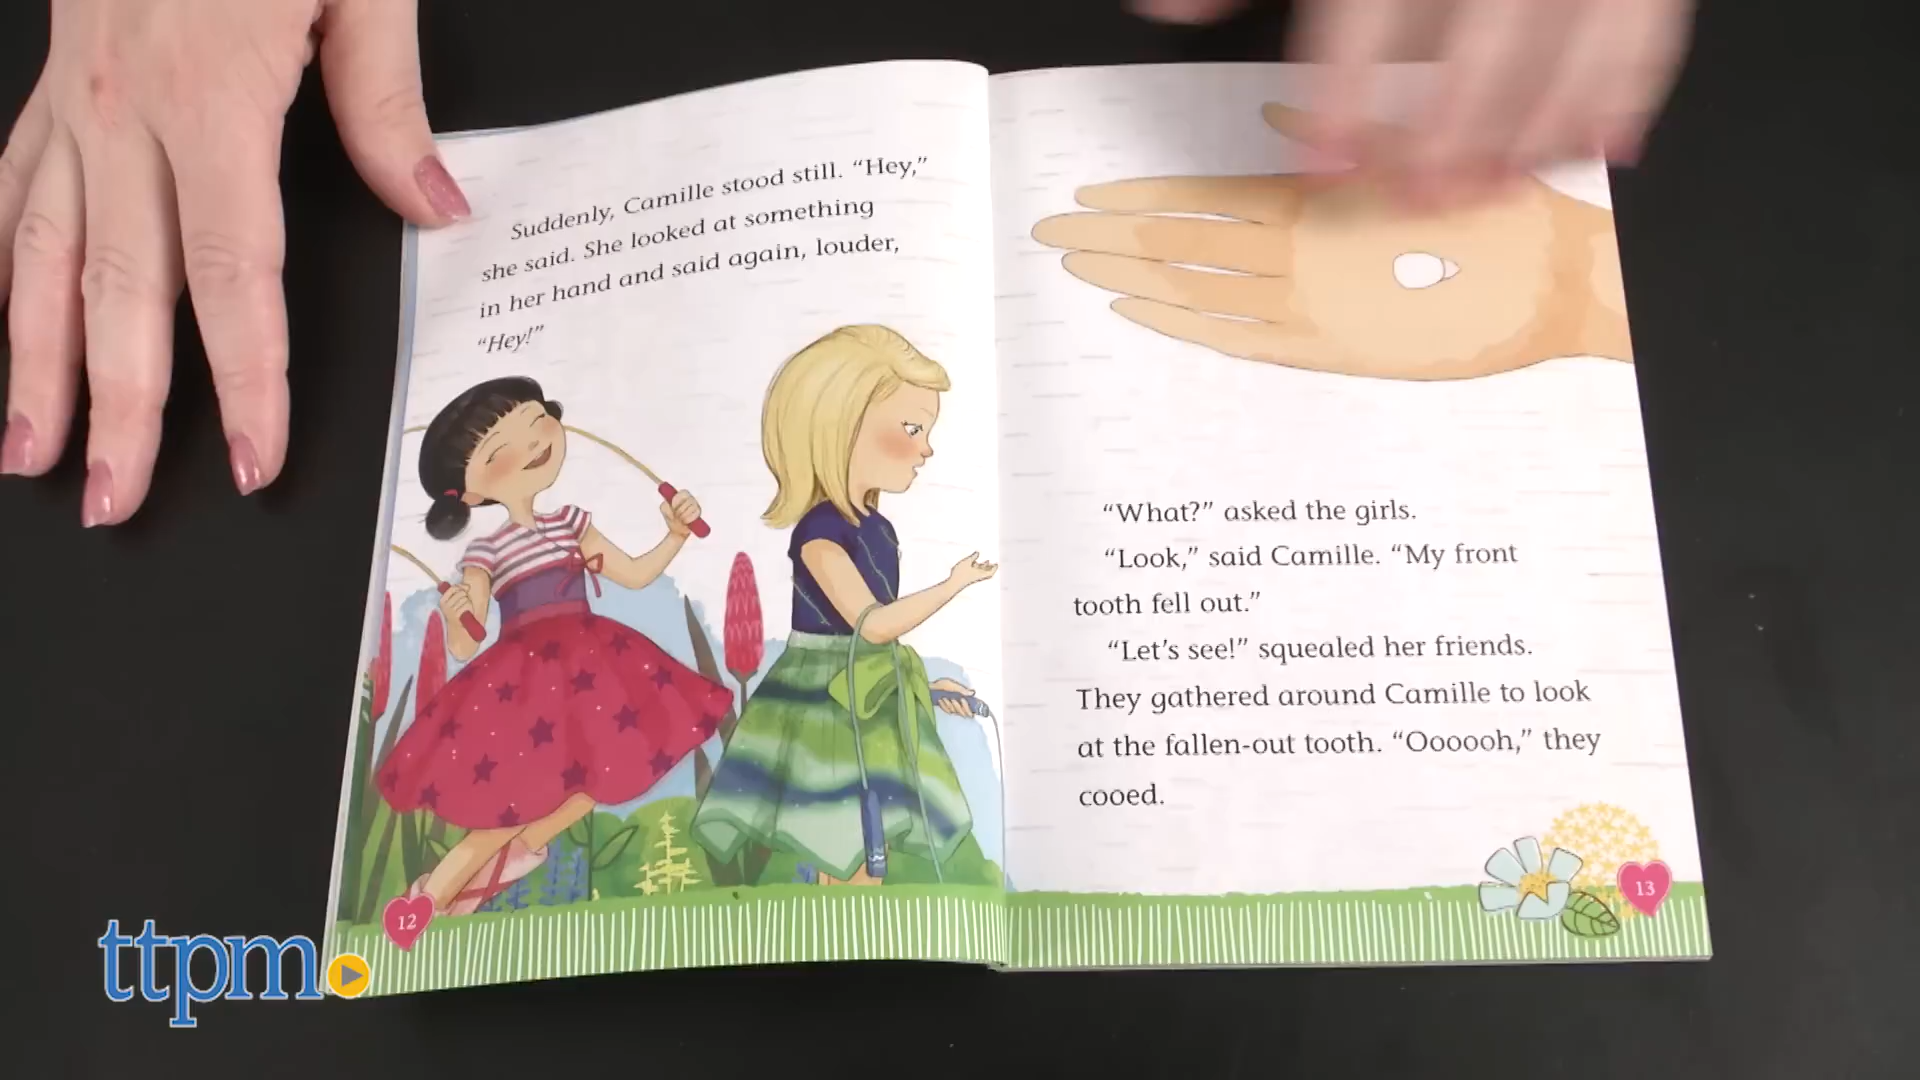 Suddenly, Camille stood still. “Hey,”
she said. She looked at something
in her hand and said again, louder,
“Hey!”
12
“What?” asked the girls.
“Look,” said Camille. “My front
tooth fell out.”
“Let’s see!” squealed her friends.
They gathered around Camille to look
at the fallen-out tooth. “Oooooh,” they
cooed.
13
ttpm